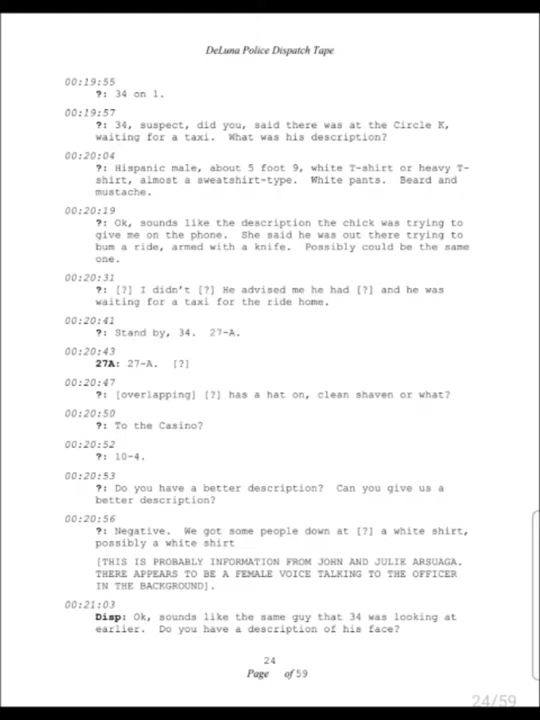 DeLuna Police Dispatch Tape
00:19:55
?: 34 on 1.
00:19:57
?: 34, suspect, did you, said there was at the Circle K,
waiting for a taxi. What was his description?
00:20:04
?: Hispanic male, about 5 foot 9, white T-shirt or heavy T-
shirt, almost a sweatshirt-type. White pants. Beard and
mustache.
00:20:19
?: Ok, sounds like the description the chick was trying to
give me on the phone. She said he was out there trying to
bum a ride, armed with a knife. Possibly could be the same
one.
00:20:31
?: [?] I didn't [?] He advised me he had [?] and he was
waiting for a taxi for the ride home.
00:20:41
?: Stand by, 34. 27-A.
00:20:43
27A: 27-A. [?]
00:20:47
?: [overlapping] [?] has a hat on, clean shaven or what?
00:20:50
?: To the Casino?
00:20:52
?: 10-4.
00:20:53
?: Do you have a better description? Can you give us a
better description?
00:20:56
?: Negative. We got some people down at [?] a white shirt,
possibly a white shirt
[THIS IS PROBABLY INFORMATION FROM JOHN AND JULIE ARSUAGA.
THERE APPEARS TO BE A FEMALE VOICE TALKING TO THE OFFICER
IN THE BACKGROUND].
00:21:03
Disp: Ok, sounds like the same guy that 34 was looking at
earlier. Do you have a description of his face?
24
Page of 59
24/59